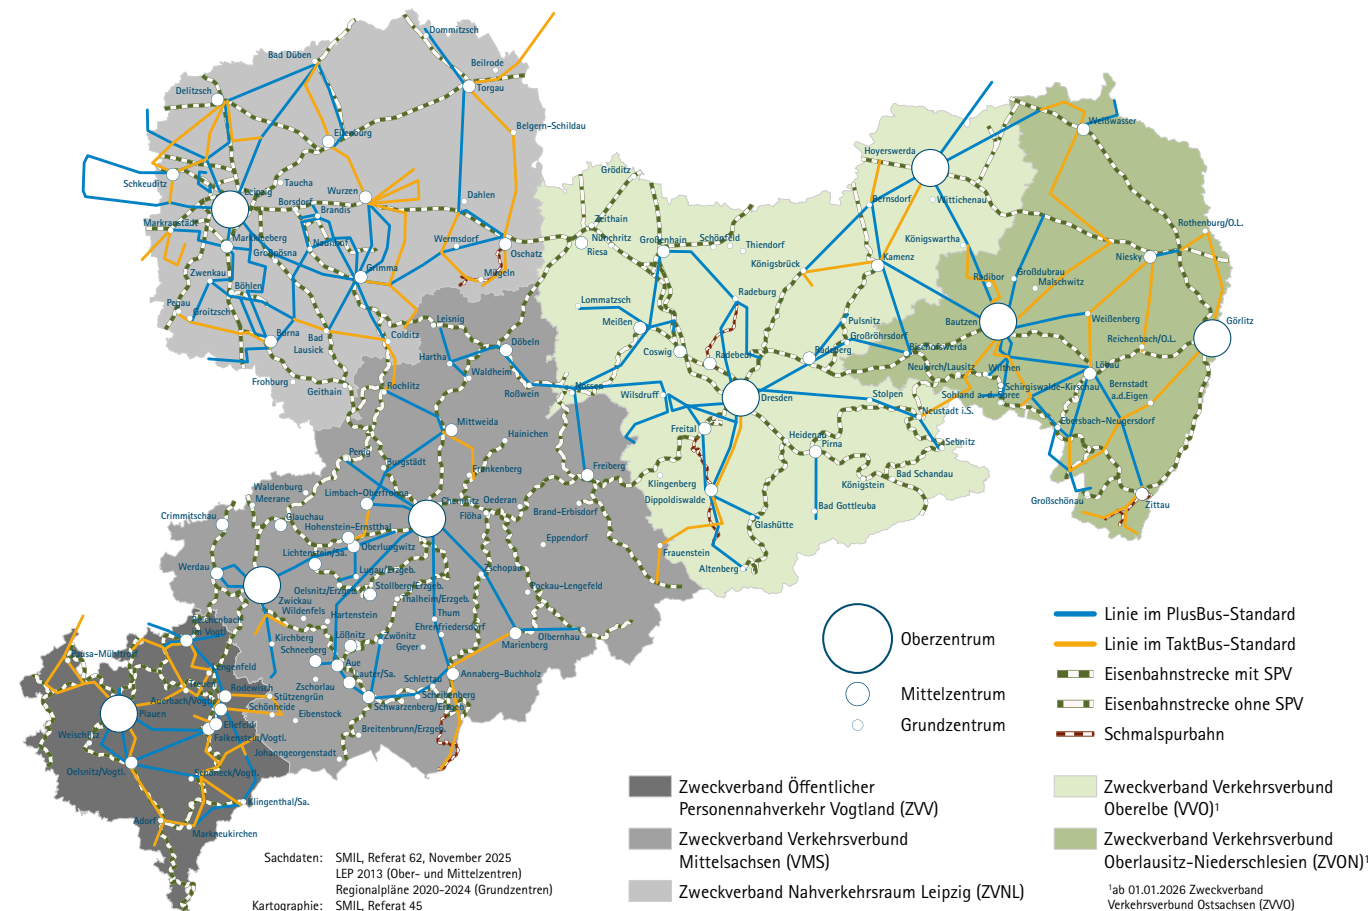 Dommitzsch
Bad Düben
Beilrode
Delitzsch
Torgau
Eilenburg
Belgern-Schildau
Weißwasser
Hoyerswerda
Gröditz
Schkeuditz
Taucha
Leipzig
Wurzen
Dahlen
Borsdorf
Brandis
Bernsdorf
Wittichenau
Zeithain
Markranstädt
Markkleeberg
Naunhof
Großpösna
Wermsdorf
Oschatz
Nünchritz
Riesa
Großenhain
Schönfeld
Thiendorf
Königswartha
Rothenburg/O.L.
Niesky
Kamenz
Königsbrück
Grimma
Mügeln
Zwenkau
Böhlen
Radibor
Großdubrau
Malschwitz
Pegau
Groitzsch
Lommatzsch
Radeburg
Meißen
Pulsnitz
Großröhrsdorf
Bautzen
Weißenberg
Görlitz
Leisnig
Borna
Bad
Lausick
Colditz
Döbeln
Coswig
Radebeul
Radeberg
Bischofswerda
Reichenbach/O.L.
Hartha
Waldheim
Neukirch/Lausitz
Wilthen
Löbau
Frohburg
Geithain
Rochlitz
Roßwein
Nossen
Wilsdruff
Dresden
Stolpen
Schirgiswalde-Kirschau
Sohland a. d. Spree
Bernstadt
a.d.Eigen
Neustadt i.S.
Ebersbach-Neugersdorf
Mittweida
Hainichen
Freital
Heidenau
Pirna
Sebnitz
Penig
Burgstädt
Frankenberg
Freiberg
Klingenberg
Dippoldiswalde
Königstein
Bad Schandau
Waldenburg
Meerane
Limbach-Oberfrohna
Chemnitz
Oederan
Flöha
Brand-Erbisdorf
Bad Gottleuba
Großschönau
Zittau
Crimmitschau
Glauchau
Hohenstein-Ernstthal
Glashütte
Eppendorf
Oberlungwitz
Lichtenstein/Sa.
Frauenstein
Altenberg
Werdau
Lugau/Erzgeb.
Zschopau
Oelsnitz/Erzgeb.
Stollberg/Erzgeb.
Thalheim/Erzgeb.
Pockau-Lengefeld
Zwickau
Wildenfels
Hartenstein
Thum
Ehrenfriedersdorf
Reichenbach
im Vogtl.
Kirchberg
Lößnitz
Zwönitz
Geyer
Olbernhau
Marienberg
Schneeberg
Pausa-Mühltroff
Lengenfeld
Aue
Lauter/Sa.
Annaberg-Buchholz
Schlettau
Treuen
Rodewisch
Zschorlau
Stützengrün
Scheibenberg
Auerbach/Vogtl.
Schönheide
Eibenstock
Schwarzenberg/Erzgeb.
Plauen
Ellefeld
Falkenstein/Vogtl.
Breitenbrunn/Erzgeb.
Weischlitz
Johanngeorgenstadt
Oelsnitz/Vogtl.
Schöneck/Vogtl.
Klingenthal/Sa.
Adorf
Markneukirchen
Oberzentrum
Mittelzentrum
Grundzentrum
Linie im PlusBus-Standard
Linie im TaktBus-Standard
Eisenbahnstrecke mit SPV
Eisenbahnstrecke ohne SPV
Schmalspurbahn
Zweckverband Öffentlicher
Personennahverkehr Vogtland (ZVV)
Zweckverband Verkehrsverbund
Mittelsachsen (VMS)
Zweckverband Nahverkehrsraum Leipzig (ZVNL)
Zweckverband Verkehrsverbund
Oberelbe (VVO)¹
Zweckverband Verkehrsverbund
Oberlausitz-Niederschlesien (ZVON)¹
¹ab 01.01.2026 Zweckverband
Verkehrsverbund Ostsachsen (ZVVO)
Sachdaten: SMIL, Referat 62, November 2025
LEP 2013 (Ober- und Mittelzentren)
Regionalpläne 2020-2024 (Grundzentren)
Kartographie: SMIL, Referat 45